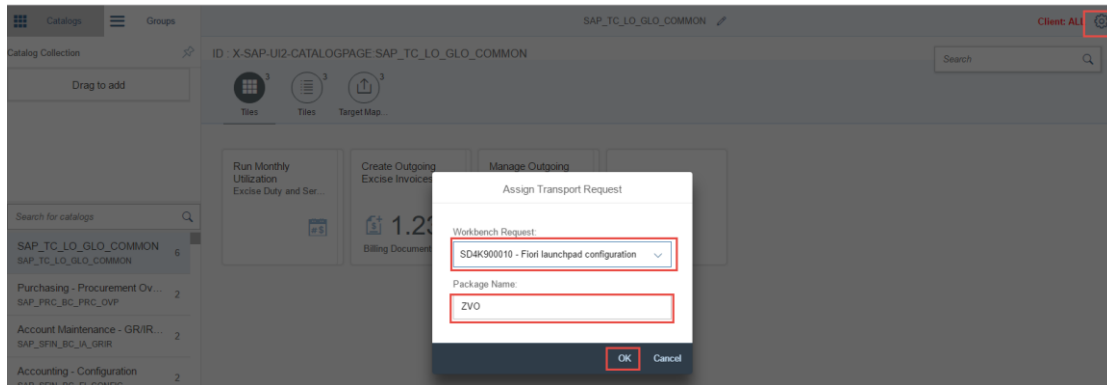 Catalogs
Groups
SAP_TC_LO_GLO_COMMON
Client: ALL
Catalog Collection
ID : X-SAP-UI2-CATALOGPAGE:SAP_TC_LO_GLO_COMMON
Search
Drag to add
3
3
3
Tiles
Tiles
Target Map...
Run Monthly
Utilization
Excise Duty and Ser...
Create Outgoing
Excise Invoices
1.23
Billing Document
Manage Outgoing
Assign Transport Request
Workbench Request:
SD4K900010 - Fiori launchpad configuration
Package Name:
ZVO
OK
Cancel
Search for catalogs
SAP_TC_LO_GLO_COMMON
6
SAP_TC_LO_GLO_COMMON
Purchasing - Procurement Ov...
2
SAP_PRC_BC_PRC_OVP
Account Maintenance - GR/IR...
2
SAP_SFIN_BC_IA_GRIR
Accounting - Configuration
2